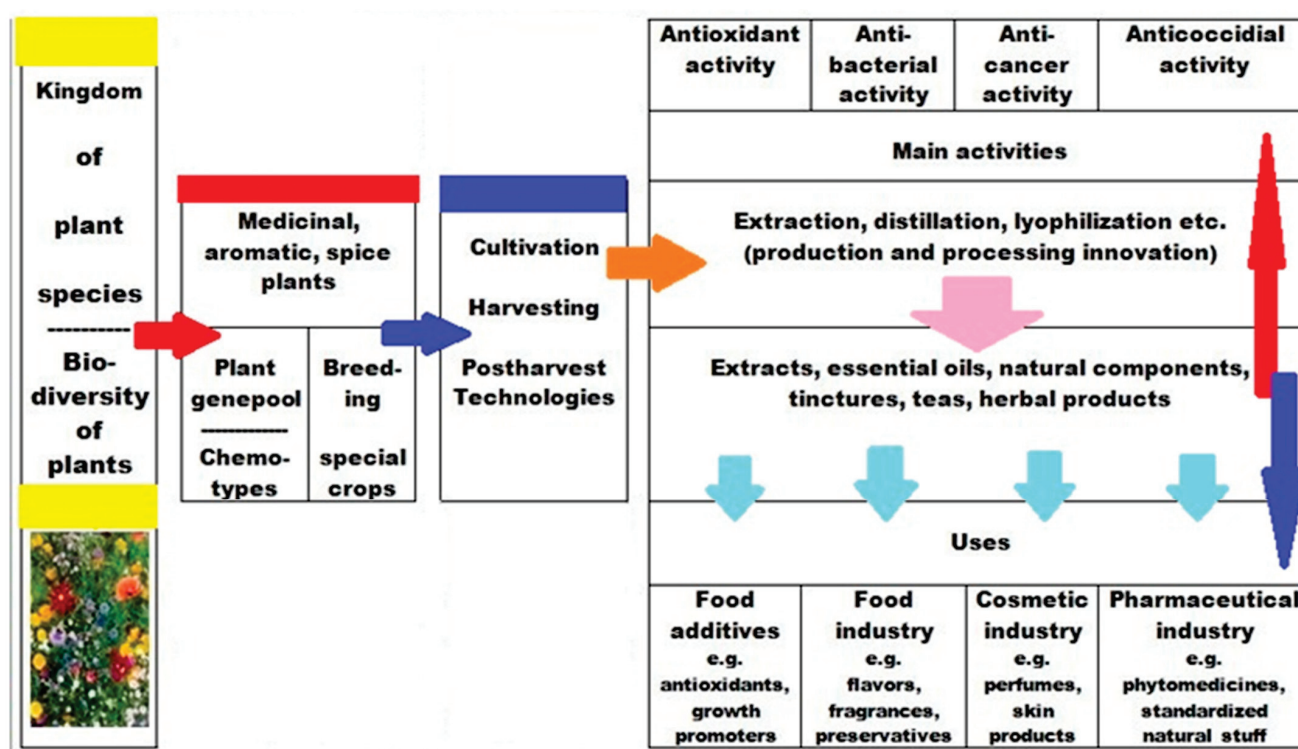 Kingdom
of
plant
species
----------
Bio-
diversity
of
plants
Medicinal,
aromatic, spice
plants
Plant
genepool
-------------
Chemo-
types
Breed-
ing
special
crops
Cultivation
Harvesting
Postharvest
Technologies
Antioxidant
activity
Anti-
bacterial
activity
Anti-
cancer
activity
Anticoccidial
activity
Main activities
Extraction, distillation, lyophilization etc.
(production and processing innovation)
Extracts, essential oils, natural components,
tinctures, teas, herbal products
Uses
Food
additives
e.g.
antioxidants,
growth
promoters
Food
industry
e.g.
flavors,
fragrances,
preservatives
Cosmetic
industry
e.g.
perfumes,
skin
products
Pharmaceutical
industry
e.g.
phytomedicines,
standardized
natural stuff